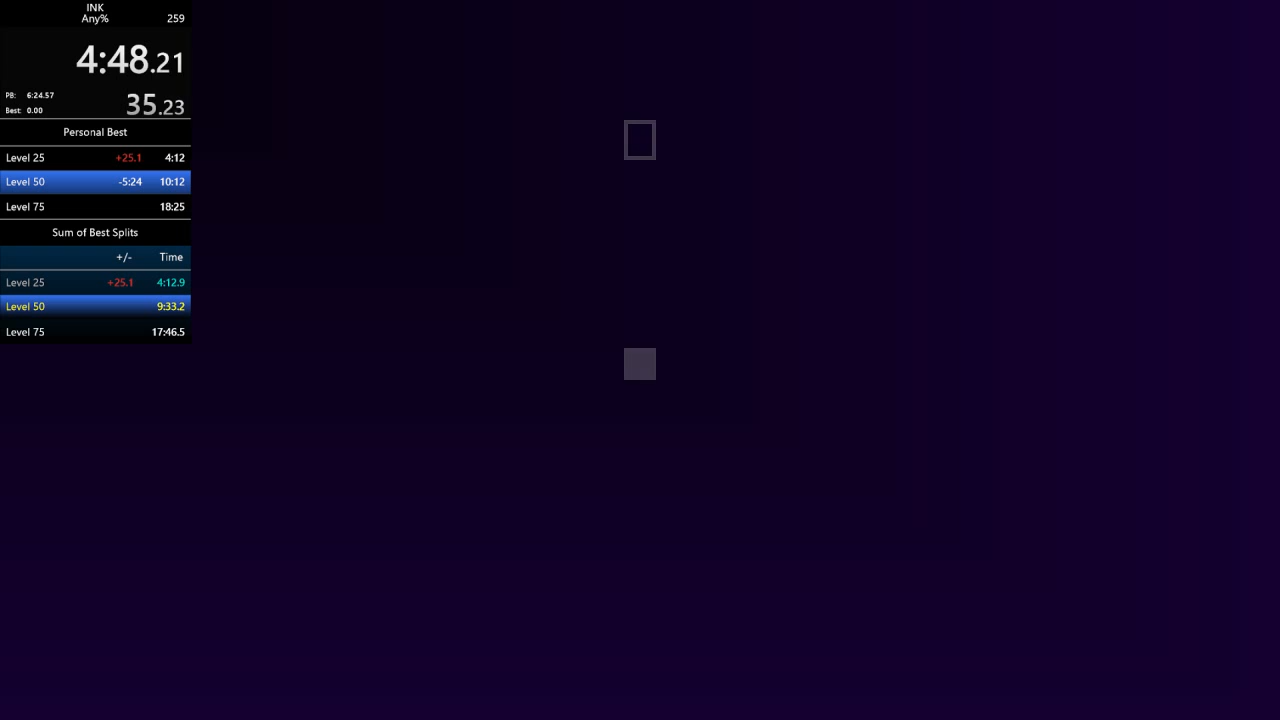 INK
Any% 259
4:48.21
PB: 6:24.57
Best: 0.00
35.23
Personal Best
Level 25 +25.1 4:12
Level 50 -5:24 10:12
Level 75 18:25
Sum of Best Splits
+/- Time
Level 25 +25.1 4:12.9
Level 50 9:33.2
Level 75 17:46.5